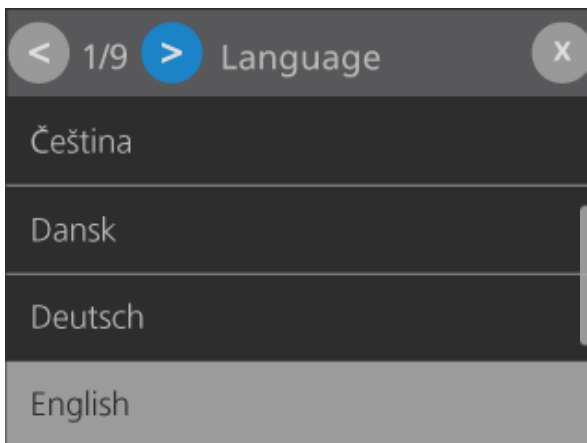 < 1/9 > Language X
Čeština
Dansk
Deutsch
English